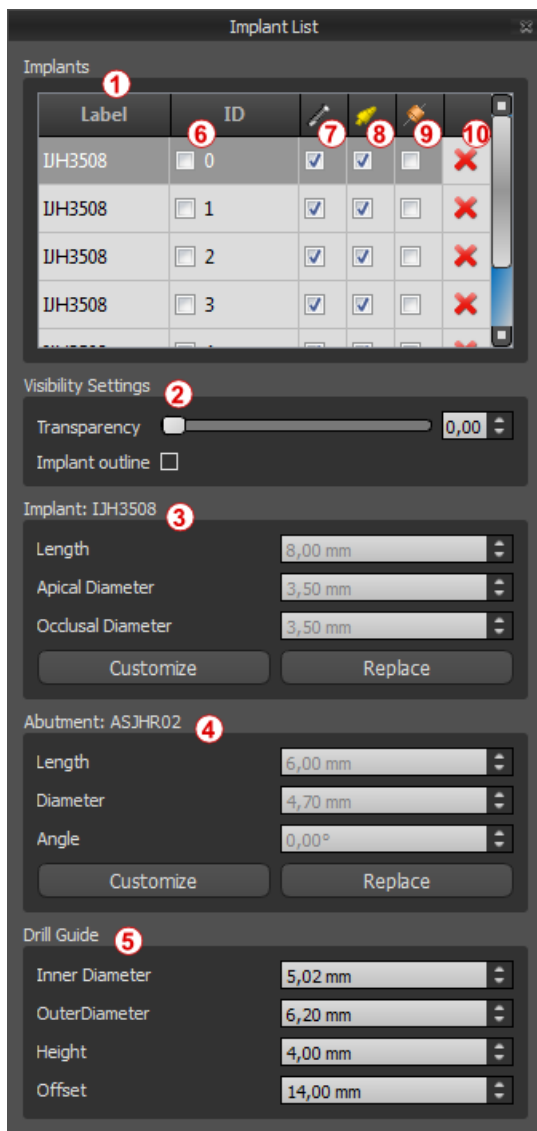 Implant List
Implants
1
Label ID
6 7 8 9 10
IJH3508 0
IJH3508 1
IJH3508 2
IJH3508 3
Visibility Settings 2
Transparency 0,00
Implant outline
Implant: IJH3508 3
Length 8,00 mm
Apical Diameter 3,50 mm
Occlusal Diameter 3,50 mm
Customize Replace
Abutment: ASJHR02 4
Length 6,00 mm
Diameter 4,70 mm
Angle 0,00°
Customize Replace
Drill Guide 5
Inner Diameter 5,02 mm
OuterDiameter 6,20 mm
Height 4,00 mm
Offset 14,00 mm